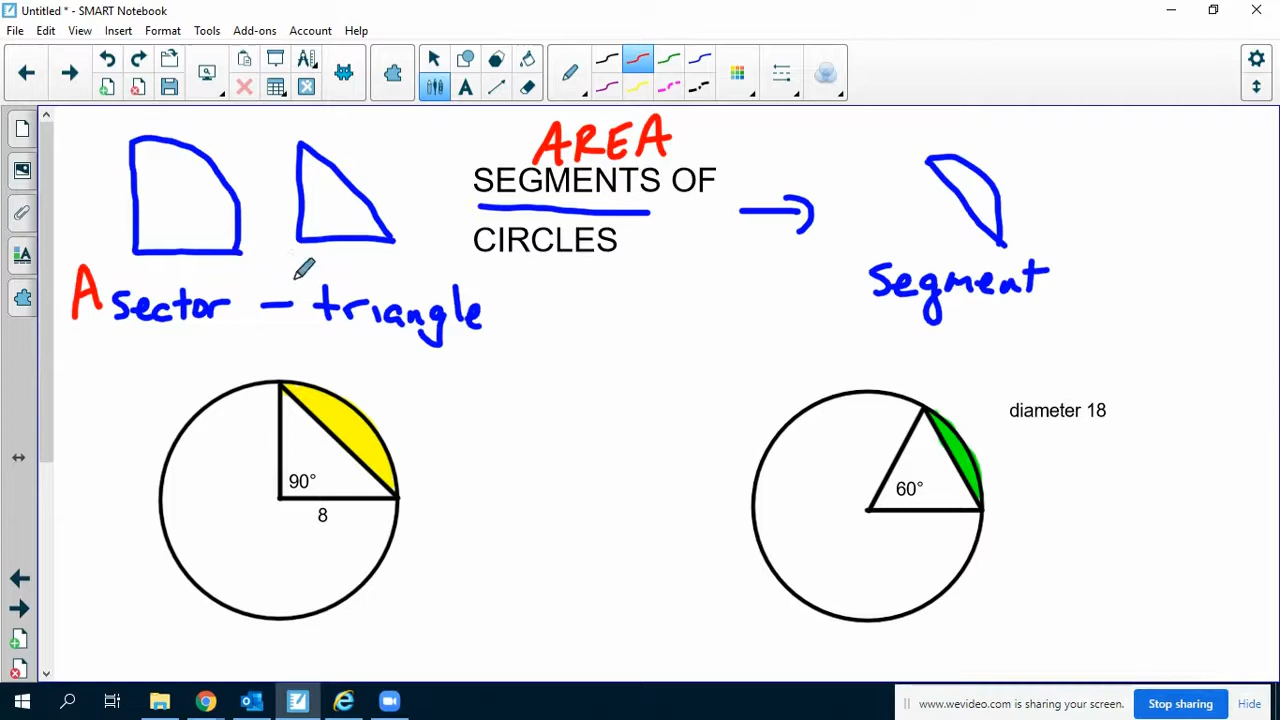 Untitled * - SMART Notebook
File Edit View Insert Format Tools Add-ons Account Help
AREA
SEGMENTS OF
CIRCLES
A sector - triangle
segment
90°
8
diameter 18
60°
www.wevideo.com is sharing your screen.
Stop sharing
Hide